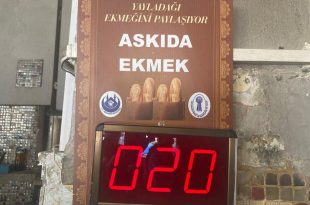 YAYLADAĞI
EKMEĞİNİ PAYLAŞIYOR
ASKIDA
EKMEK
020